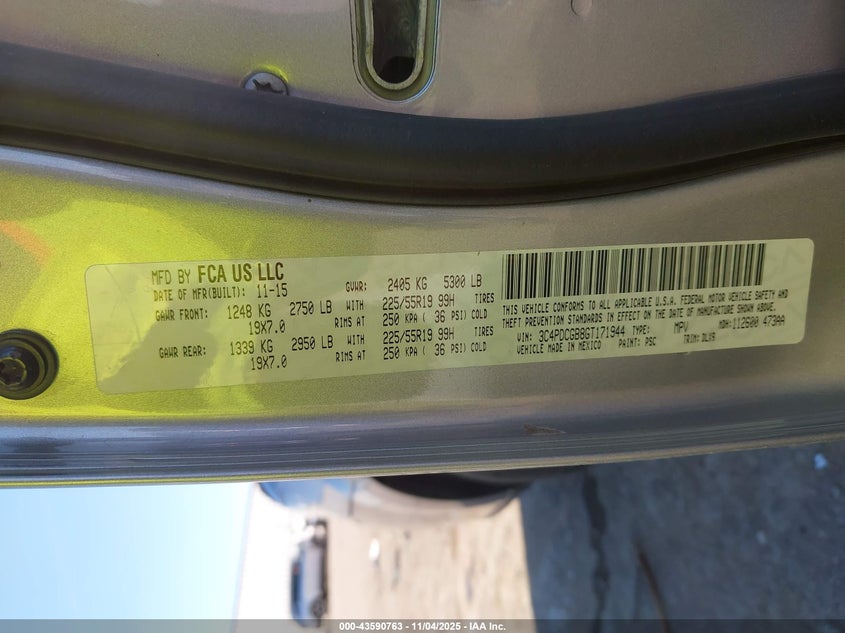 MFD BY FCA US LLC
DATE OF MFR(BUILT): 11-15
GVWR: 2405 KG 5300 LB
GAWR FRONT: 1248 KG 2750 LB WITH 225/55R19 99H TIRES
19X7.0 RIMS AT 250 KPA ( 36 PSI) COLD
GAWR REAR: 1339 KG 2950 LB WITH 225/55R19 99H TIRES
19X7.0 RIMS AT 250 KPA ( 36 PSI) COLD
THIS VEHICLE CONFORMS TO ALL APPLICABLE U.S.A. FEDERAL MOTOR VEHICLE SAFETY AND
THEFT PREVENTION STANDARDS IN EFFECT ON THE DATE OF MANUFACTURE SHOWN ABOVE.
VIN: 3C4PDCGB8GT171944 TYPE: MPV MDH: 112600 473AA
VEHICLE MADE IN MEXICO PAINT: PSC TRIM: DLX9
000-43590763 - 11/04/2025 - IAA Inc.